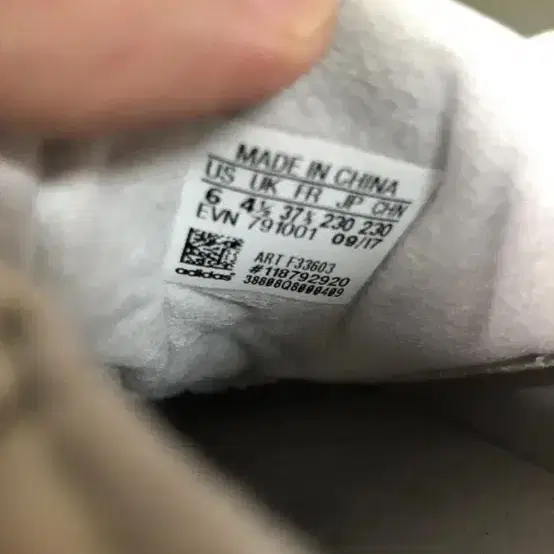 MADE IN CHINA
US UK FR JP CHN
6 4½ 37⅓ 230 230
EVN 791001 09/17
ART F33603
adidas #118792920